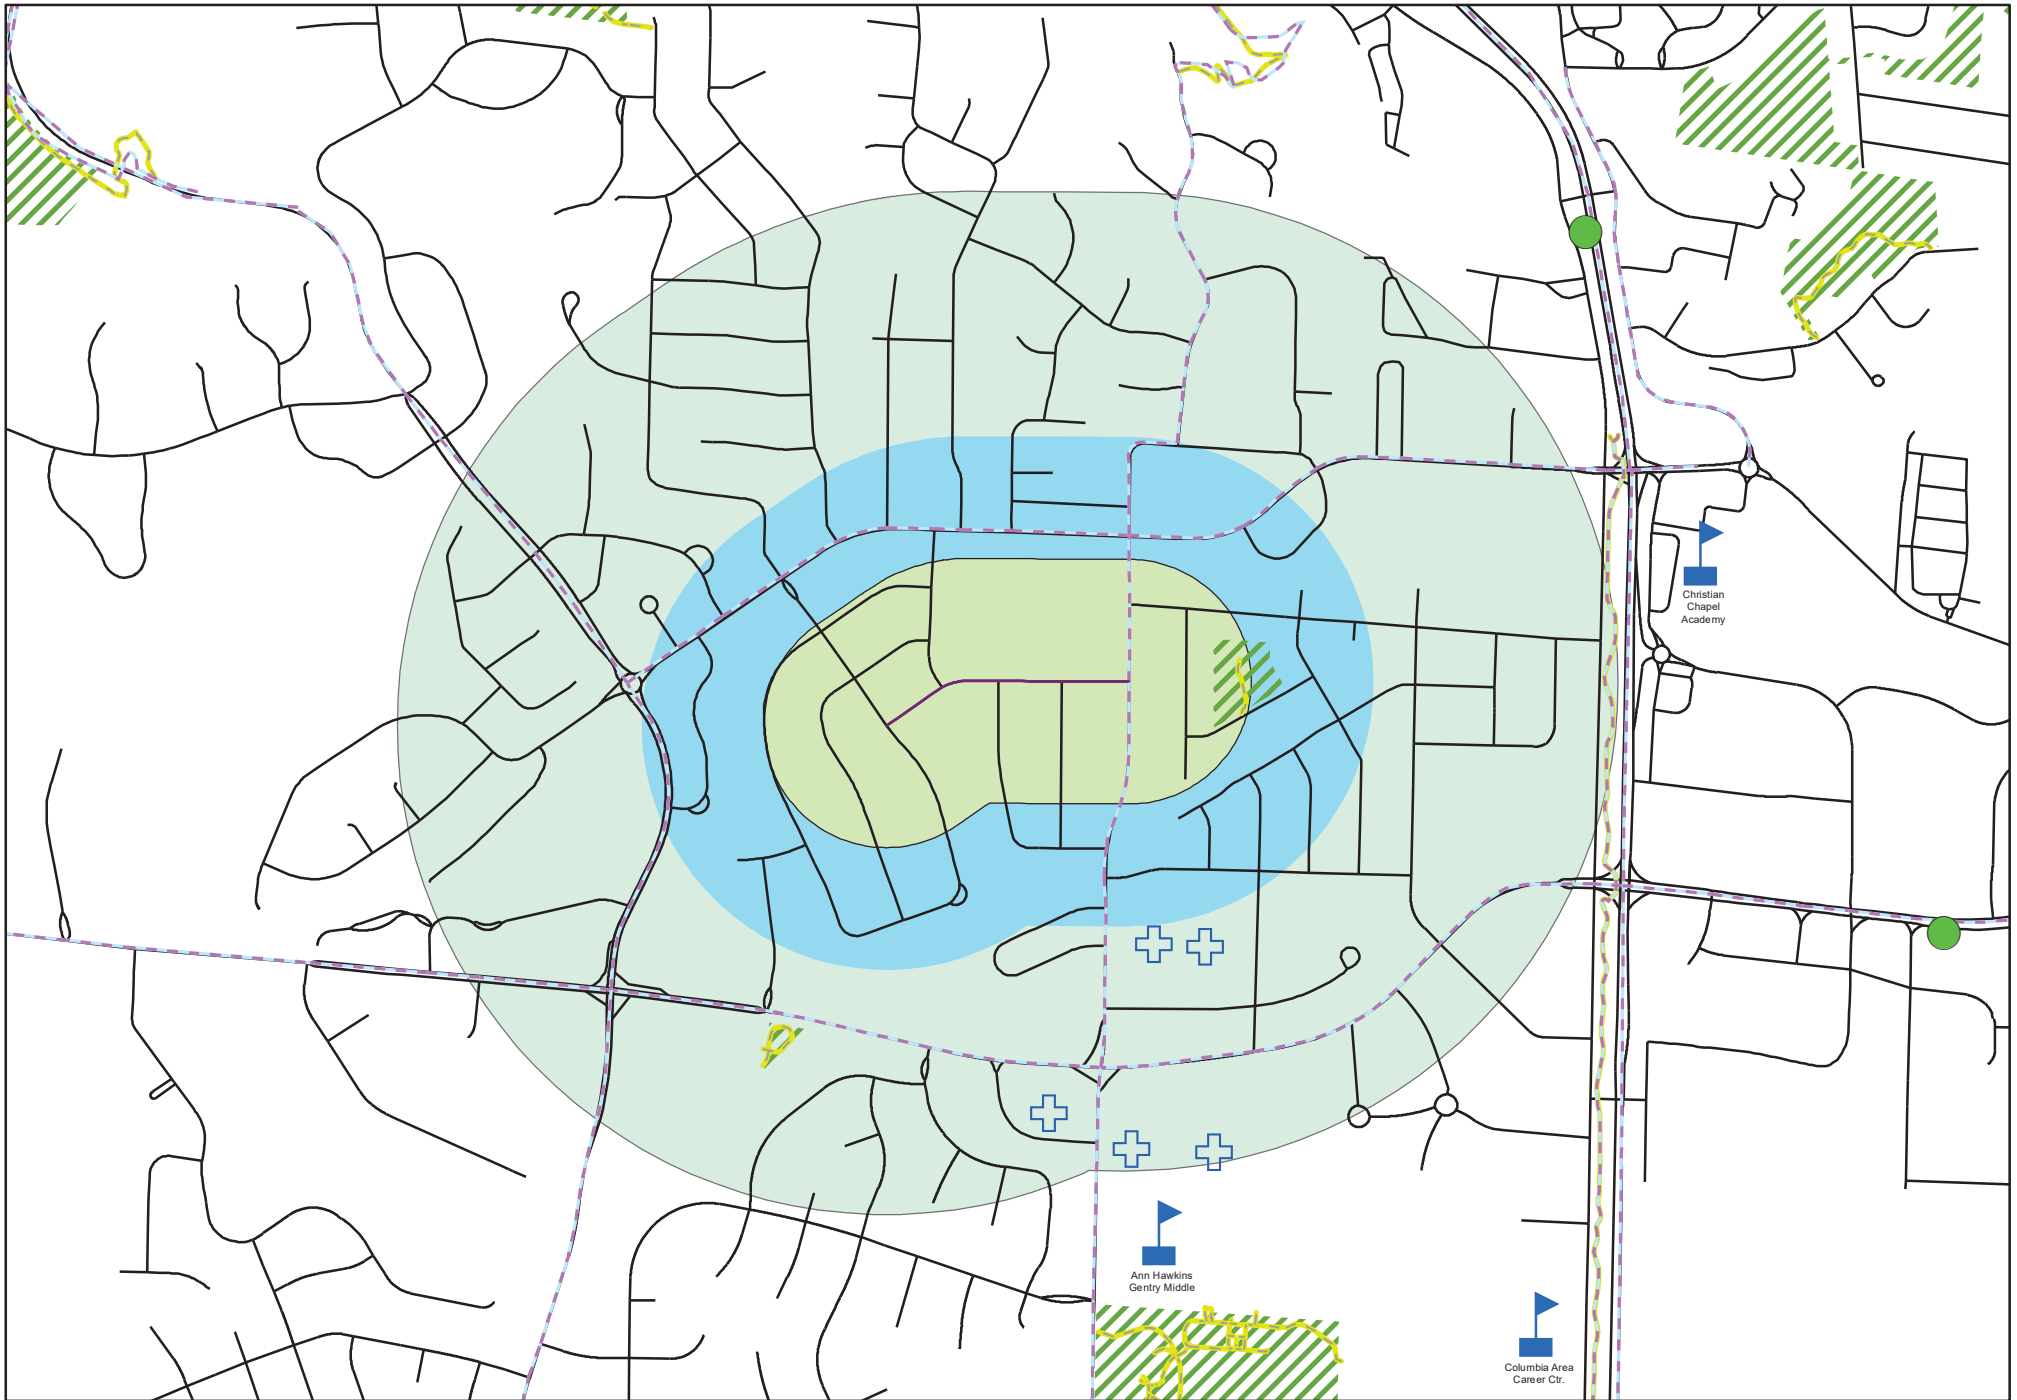 Christian
Chapel
Academy
Ann Hawkins
Gentry Middle
Columbia Area
Career Ctr.